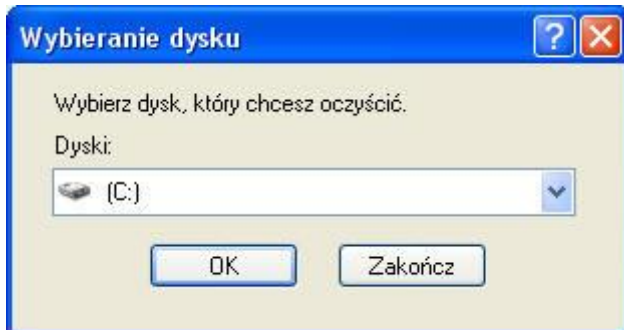 Wybieranie dysku
Wybierz dysk, który chcesz oczyścić.
Dyski:
(C:)
OK Zakończ